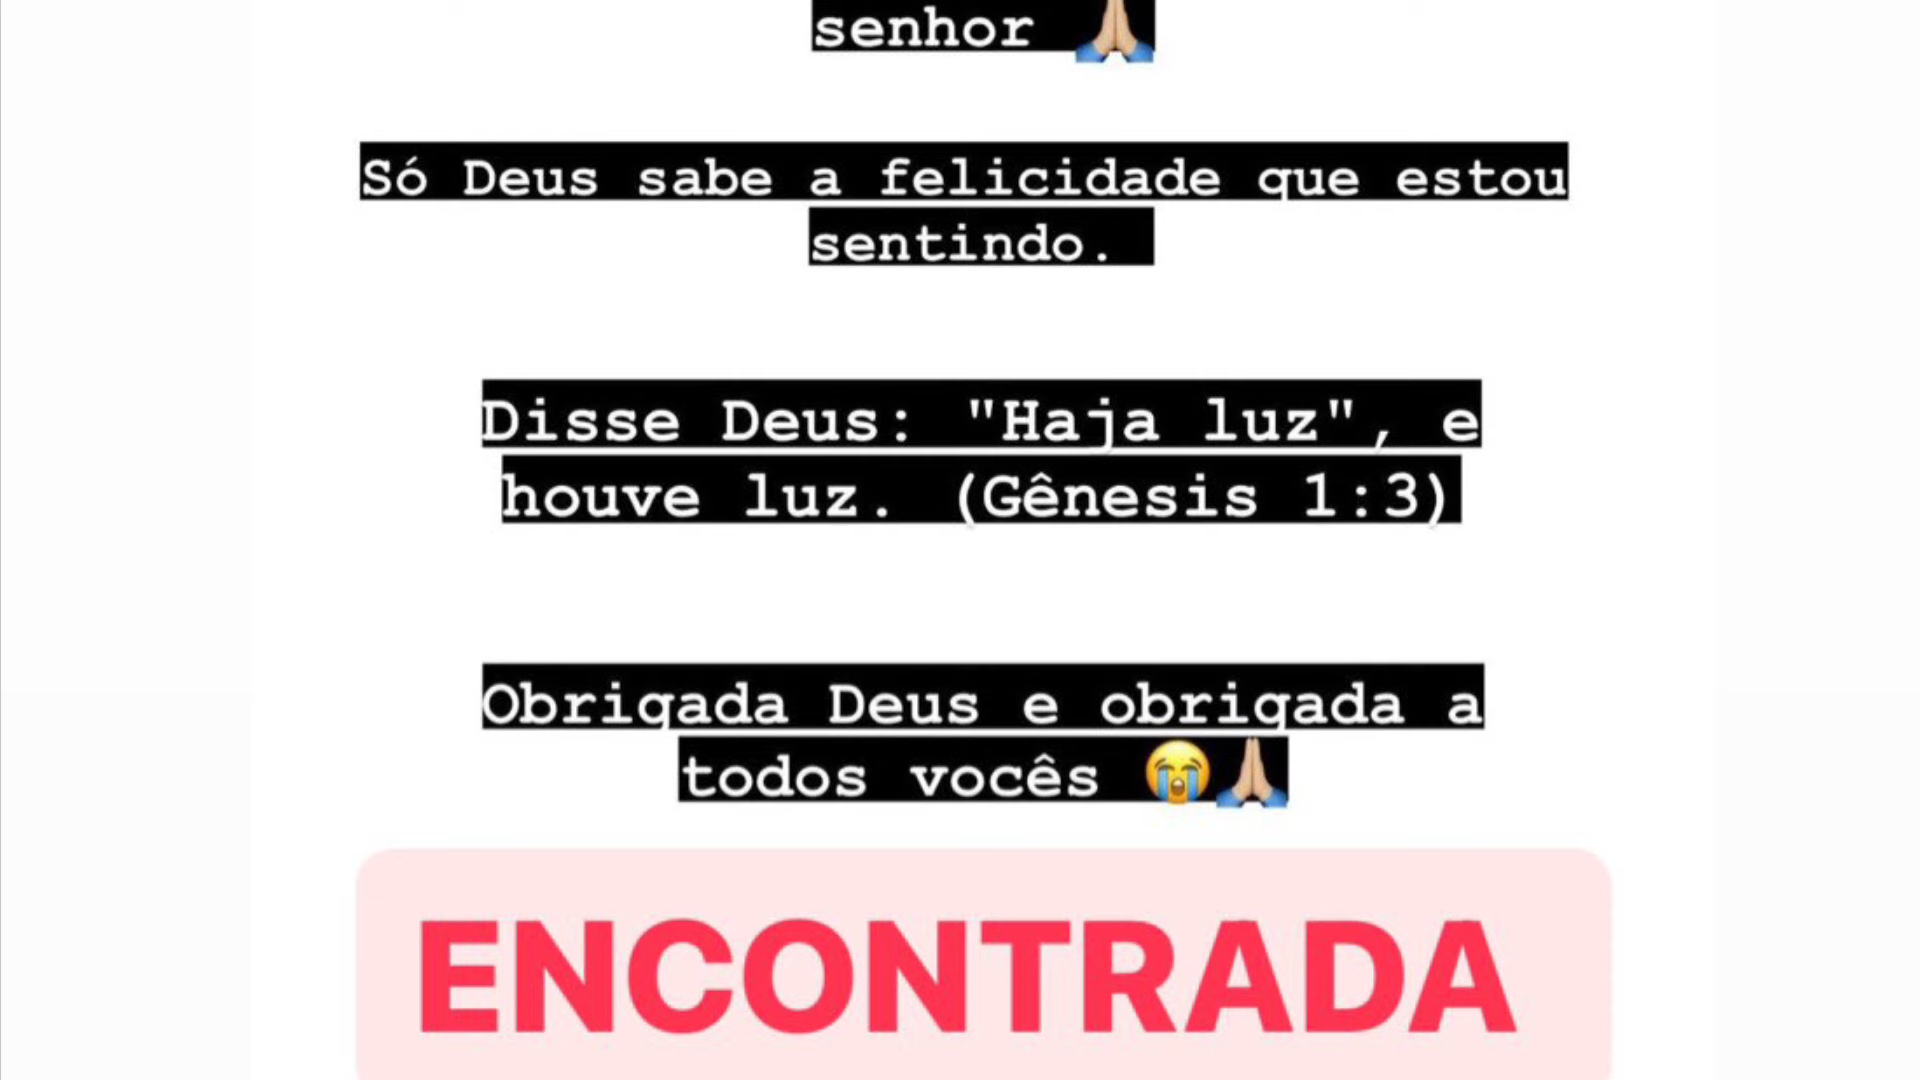 senhor 🙏🏼
Só Deus sabe a felicidade que estou
sentindo.
Disse Deus: "Haja luz", e
houve luz. (Gênesis 1:3)
Obrigada Deus e obrigada a
todos vocês 😭🙏🏼
ENCONTRADA